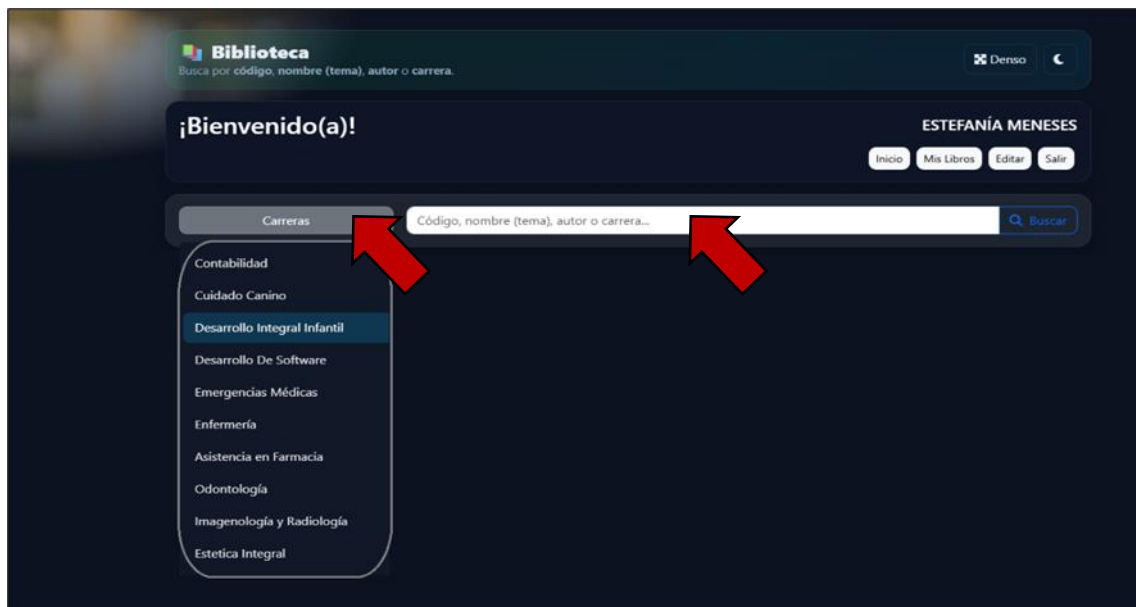 Biblioteca
Busca por código, nombre (tema), autor o carrera.
Denso
¡Bienvenido(a)!
ESTEFANÍA MENESES
Inicio Mis Libros Editar Salir
Carreras
Código, nombre (tema), autor o carrera...
Buscar
Contabilidad
Cuidado Canino
Desarrollo Integral Infantil
Desarrollo De Software
Emergencias Médicas
Enfermería
Asistencia en Farmacia
Odontología
Imagenología y Radiología
Estetica Integral